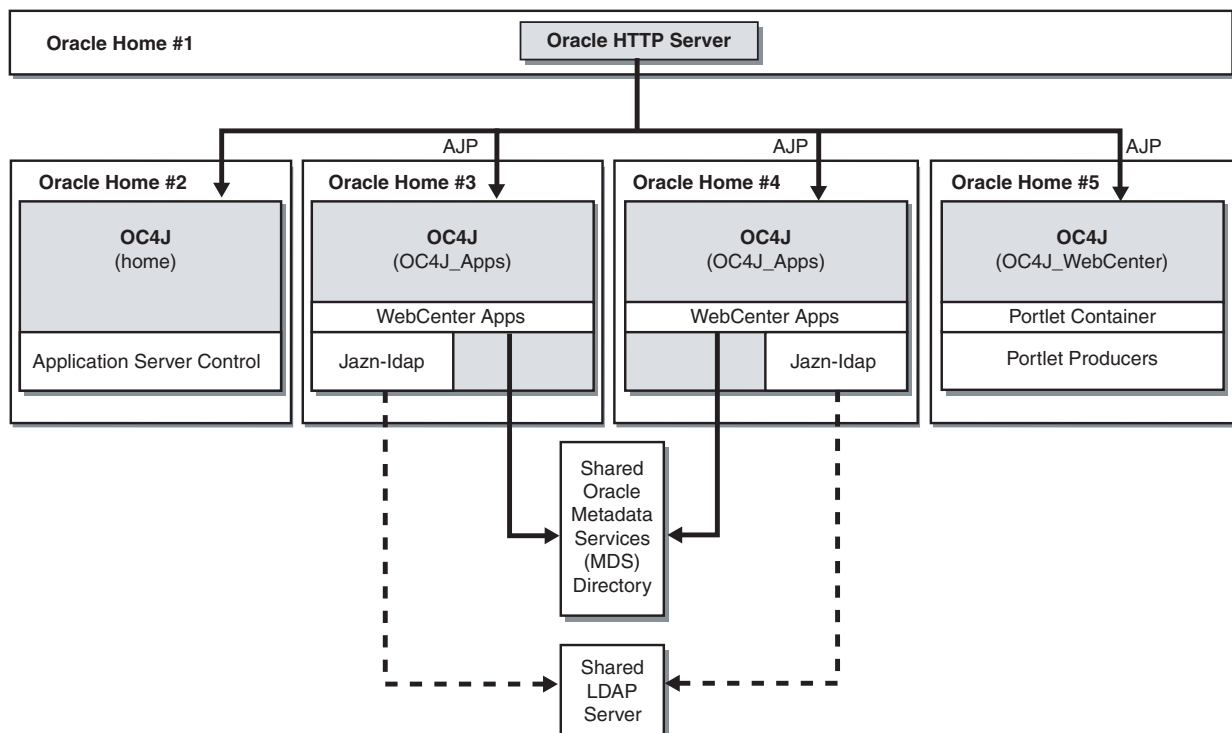 Oracle Home #1
Oracle HTTP Server
AJP
AJP
AJP
Oracle Home #2
OC4J
(home)
Application Server Control
Oracle Home #3
OC4J
(OC4J_Apps)
WebCenter Apps
Jazn-ldap
Oracle Home #4
OC4J
(OC4J_Apps)
WebCenter Apps
Jazn-ldap
Oracle Home #5
OC4J
(OC4J_WebCenter)
Portlet Container
Portlet Producers
Shared
Oracle
Metadata
Services
(MDS)
Directory
Shared
LDAP
Server